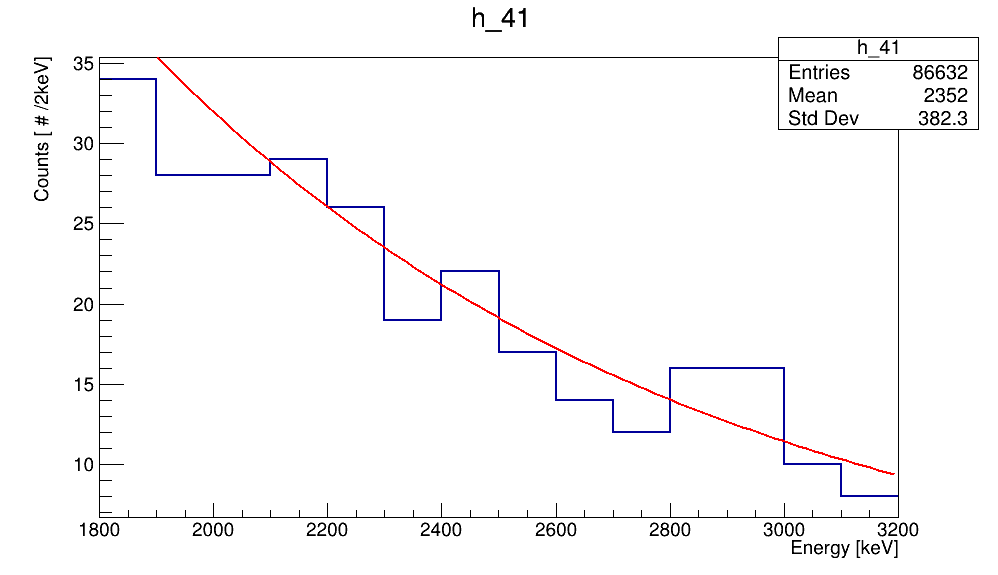 h_41
h_41
Entries 86632
Mean 2352
Std Dev 382.3
Counts [ # /2keV]
35
30
25
20
15
10
1800 2000 2200 2400 2600 2800 3000 3200
Energy [keV]